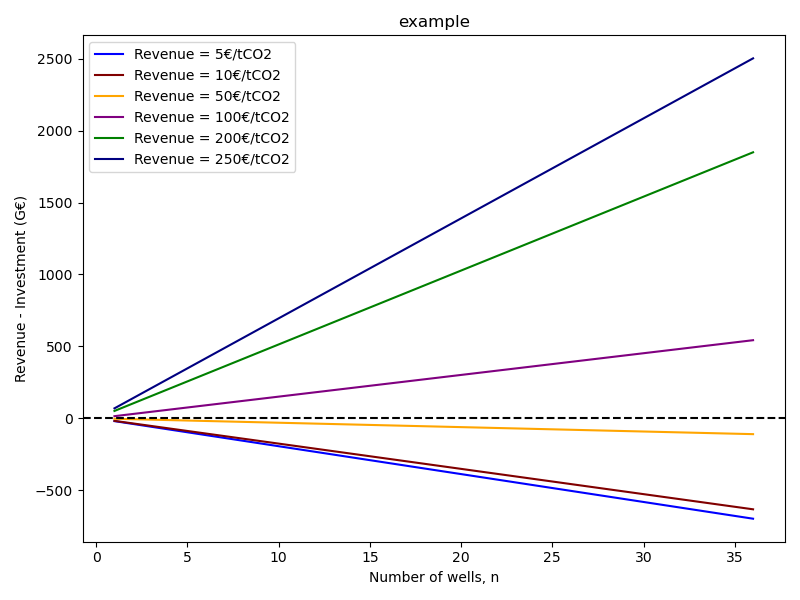 example
Revenue = 5€/tCO2
Revenue = 10€/tCO2
Revenue = 50€/tCO2
Revenue = 100€/tCO2
Revenue = 200€/tCO2
Revenue = 250€/tCO2
Revenue - Investment (G€)
2500
2000
1500
1000
500
0
−500
0 5 10 15 20 25 30 35
Number of wells, n